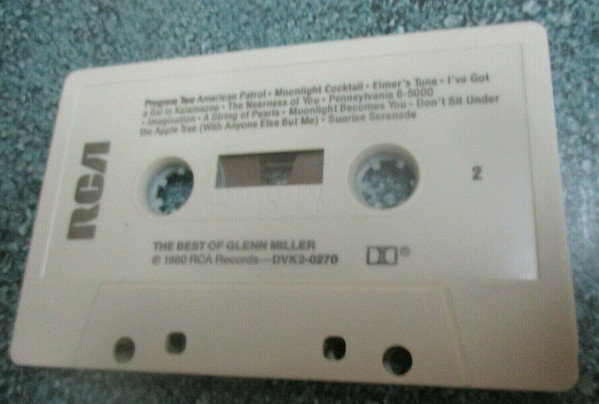 Program Two American Patrol • Moonlight Cocktail • Elmer's Tune • I've Got
a Gal in Kalamazoo • The Nearness of You • Pennsylvania 6-5000
• Imagination • A String of Pearls • Moonlight Becomes You • Don't Sit Under
the Apple Tree (With Anyone Else But Me) • Sunrise Serenade
RCA
2
THE BEST OF GLENN MILLER
℗ 1980 RCA Records—DVK2-0270
®